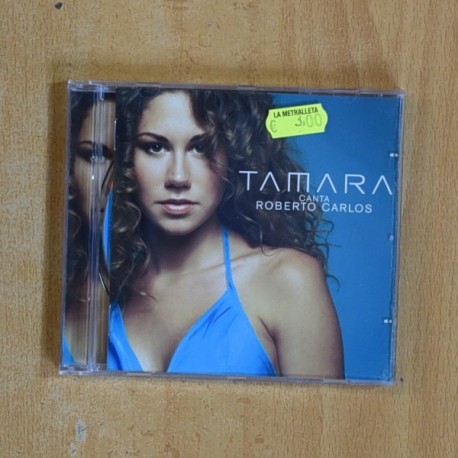 LA METRALLETA
€ 3,00
TAMARA
CANTA
ROBERTO CARLOS